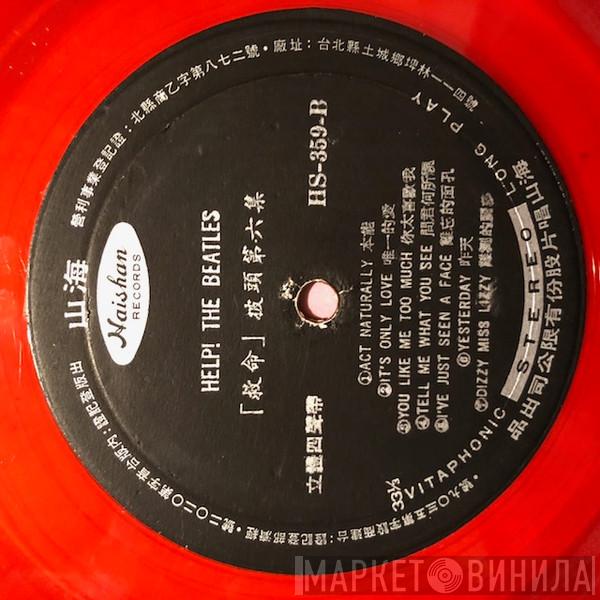 山海
Haishan
RECORDS
HELP! THE BEATLES
「救命」披頭第六集
HS-359-B
立體四聲帶
①ACT NATURALLY 本能
②IT'S ONLY LOVE 唯一的愛
③YOU LIKE ME TOO MUCH 你太喜歡我
④TELL ME WHAT YOU SEE 問君何所見
⑤I'VE JUST SEEN A FACE 難忘的面孔
⑥YESTERDAY 昨天
⑦DIZZY MISS LIZZY
33⅓
VITAPHONIC STEREO LONG PLAY
海山唱片股份有限公司出品
營利事業登記證：北縣商乙字第八七二號・廠址：台北縣土城鄉埤林一一四號
МАРКЕТ ВИНИЛА